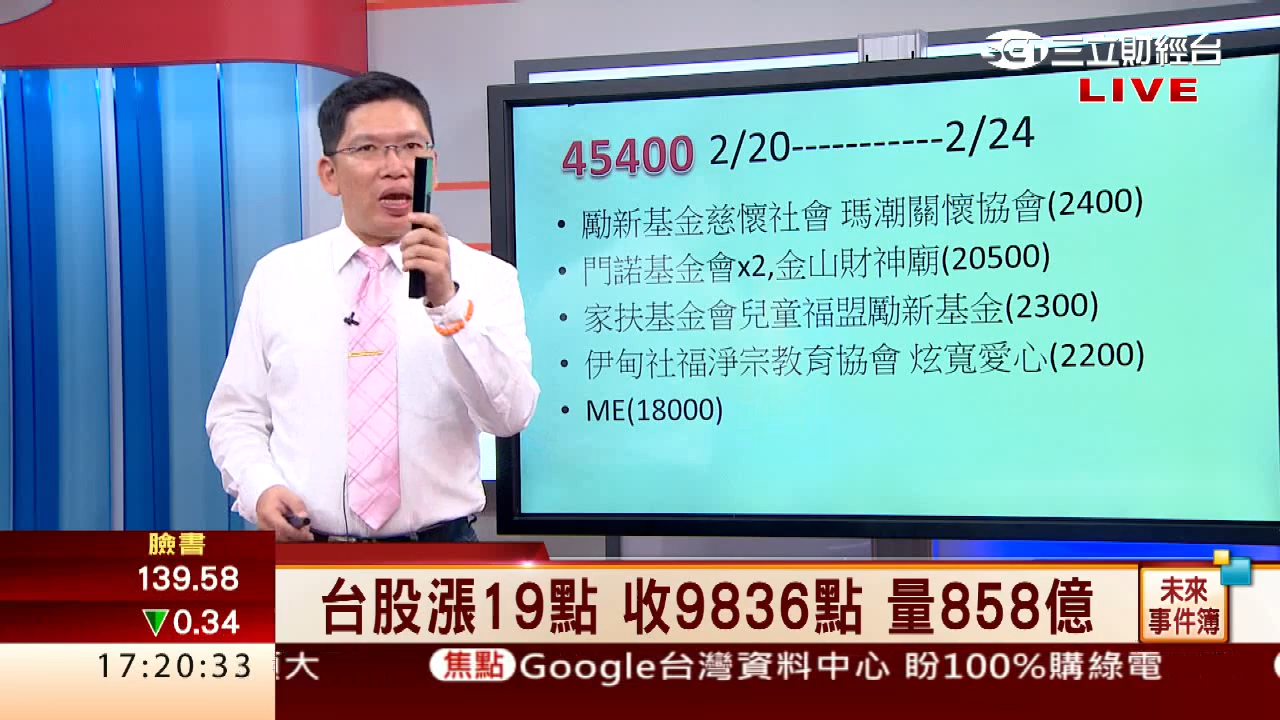 三立財經台
LIVE
45400 2/20-----------2/24
• 勵新基金慈懷社會 瑪潮關懷協會(2400)
• 門諾基金會x2,金山財神廟(20500)
• 家扶基金會兒童福盟勵新基金(2300)
• 伊甸社福淨宗教育協會 炫寬愛心(2200)
• ME(18000)
臉書
139.58
▼0.34
台股漲19點 收9836點 量858億
未來
事件簿
17:20:33
大 焦點 Google台灣資料中心 盼100%購綠電